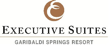 EXECUTIVE SUITES
GARIBALDI SPRINGS RESORT